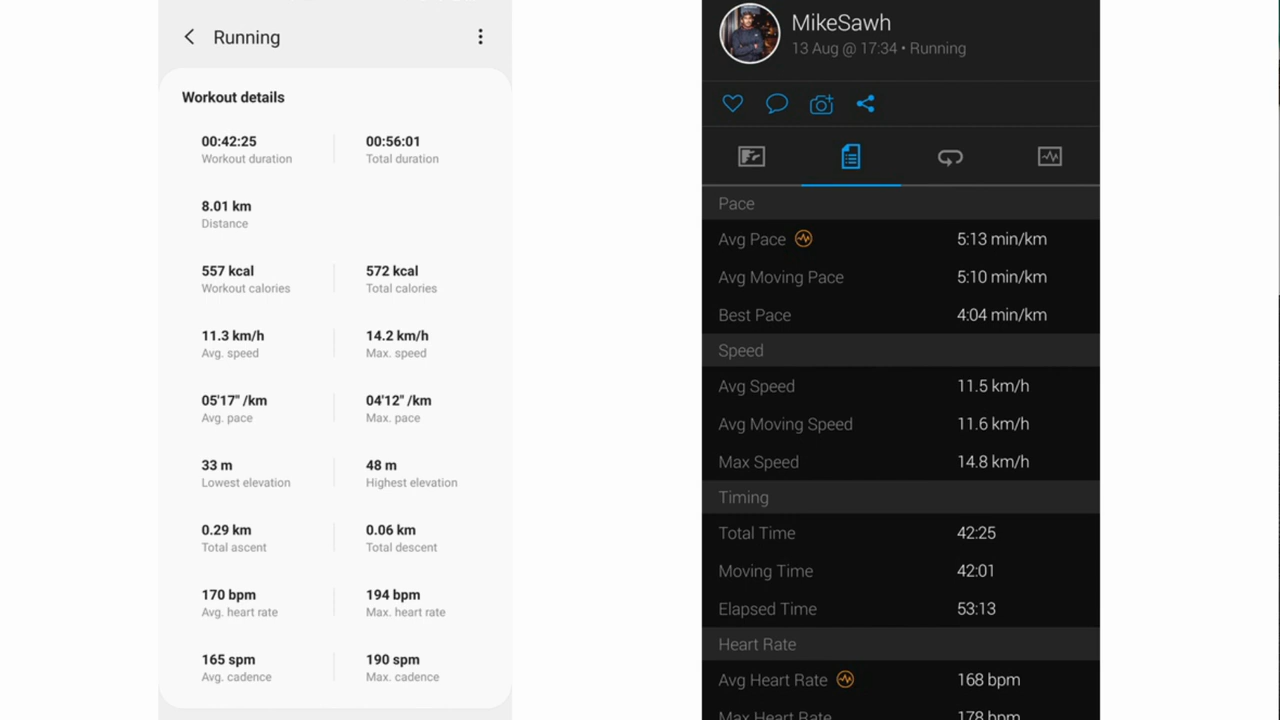 Running
Workout details
00:42:25 00:56:01
Workout duration Total duration
8.01 km
Distance
557 kcal 572 kcal
Workout calories Total calories
11.3 km/h 14.2 km/h
Avg. speed Max. speed
05'17" /km 04'12" /km
Avg. pace Max. pace
33 m 48 m
Lowest elevation Highest elevation
0.29 km 0.06 km
Total ascent Total descent
170 bpm 194 bpm
Avg. heart rate Max. heart rate
165 spm 190 spm
Avg. cadence Max. cadence
MikeSawh
13 Aug @ 17:34 • Running
Pace
Avg Pace 5:13 min/km
Avg Moving Pace 5:10 min/km
Best Pace 4:04 min/km
Speed
Avg Speed 11.5 km/h
Avg Moving Speed 11.6 km/h
Max Speed 14.8 km/h
Timing
Total Time 42:25
Moving Time 42:01
Elapsed Time 53:13
Heart Rate
Avg Heart Rate 168 bpm
Max Heart Rate 178 bpm